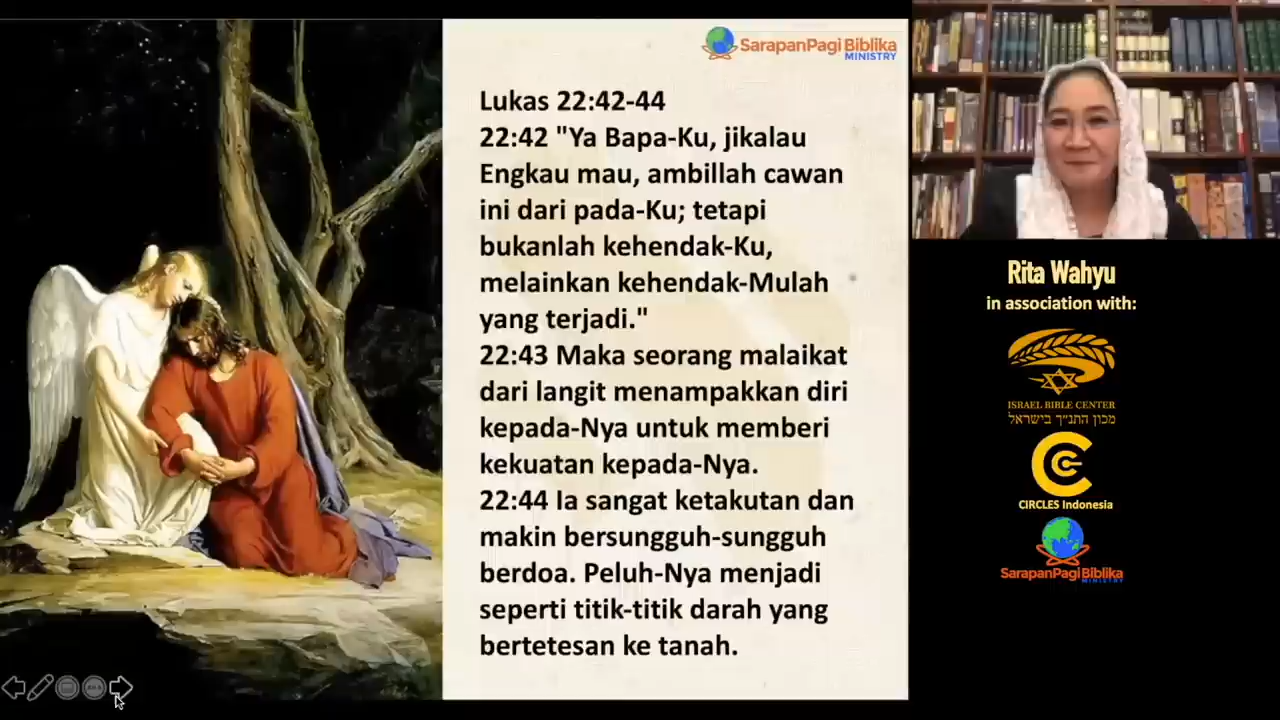 SarapanPagi Biblika
MINISTRY
Lukas 22:42-44
22:42 "Ya Bapa-Ku, jikalau
Engkau mau, ambillah cawan
ini dari pada-Ku; tetapi
bukanlah kehendak-Ku,
melainkan kehendak-Mulah
yang terjadi."
22:43 Maka seorang malaikat
dari langit menampakkan diri
kepada-Nya untuk memberi
kekuatan kepada-Nya.
22:44 Ia sangat ketakutan dan
makin bersungguh-sungguh
berdoa. Peluh-Nya menjadi
seperti titik-titik darah yang
bertetesan ke tanah.
Rita Wahyu
in association with:
ISRAEL BIBLE CENTER
מכון התנ״ך בישראל
CIRCLES Indonesia
SarapanPagi Biblika
MINISTRY